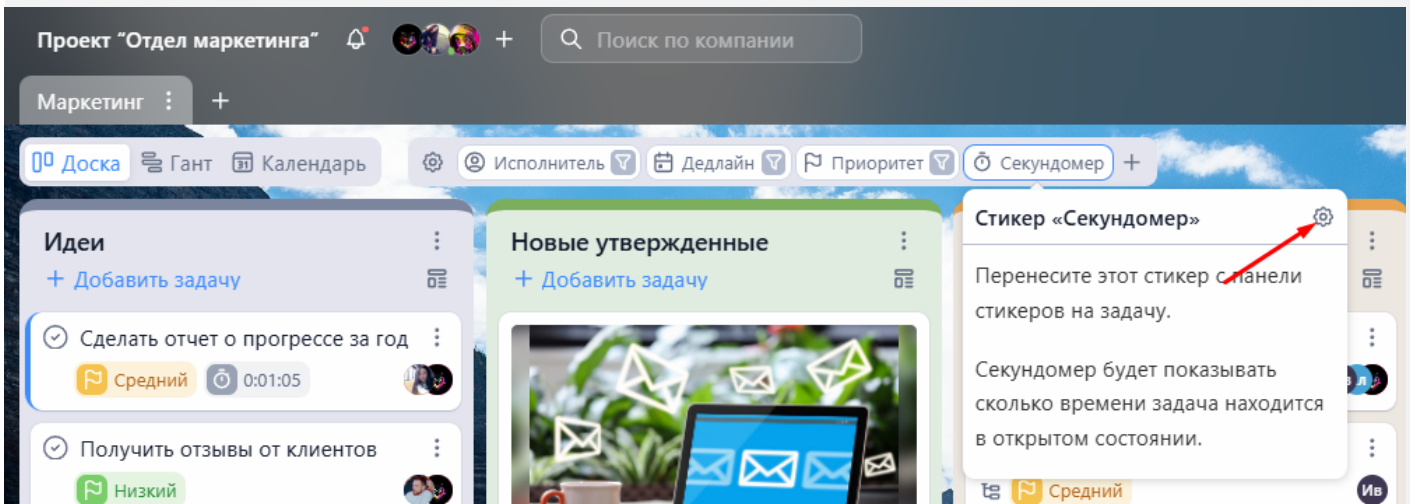 Проект “Отдел маркетинга”
+
Поиск по компании
Маркетинг
+
Доска
Гант
31 Календарь
Исполнитель
Дедлайн
Приоритет
Секундомер
+
Идеи
+ Добавить задачу
Сделать отчет о прогрессе за год
Средний
0:01:05
Получить отзывы от клиентов
Низкий
Новые утвержденные
+ Добавить задачу
Стикер «Секундомер»
Перенесите этот стикер с панели
стикеров на задачу.
Секундомер будет показывать
сколько времени задача находится
в открытом состоянии.
Средний
Ив